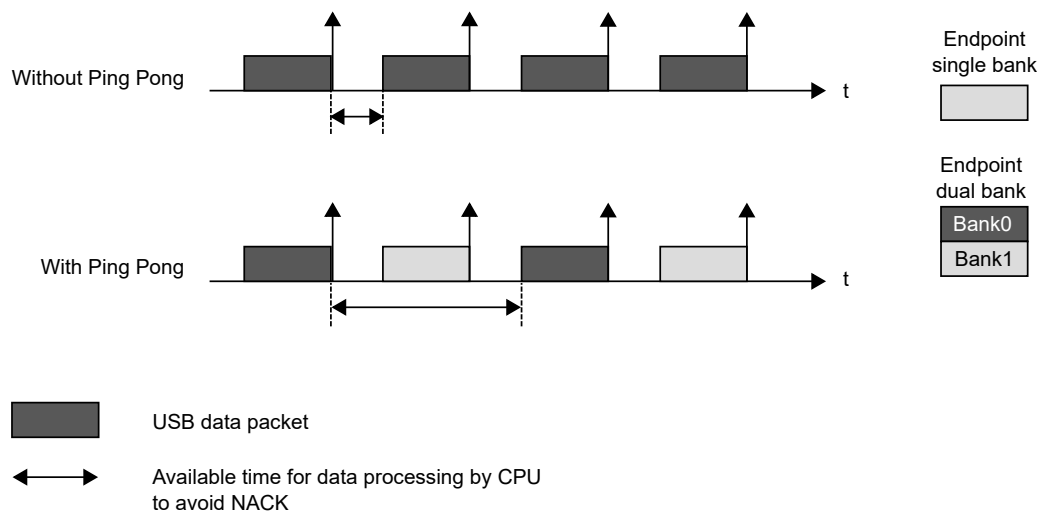 Without Ping Pong
t
Endpoint
single bank
Endpoint
dual bank
Bank0
Bank1
With Ping Pong
t
USB data packet
Available time for data processing by CPU
to avoid NACK